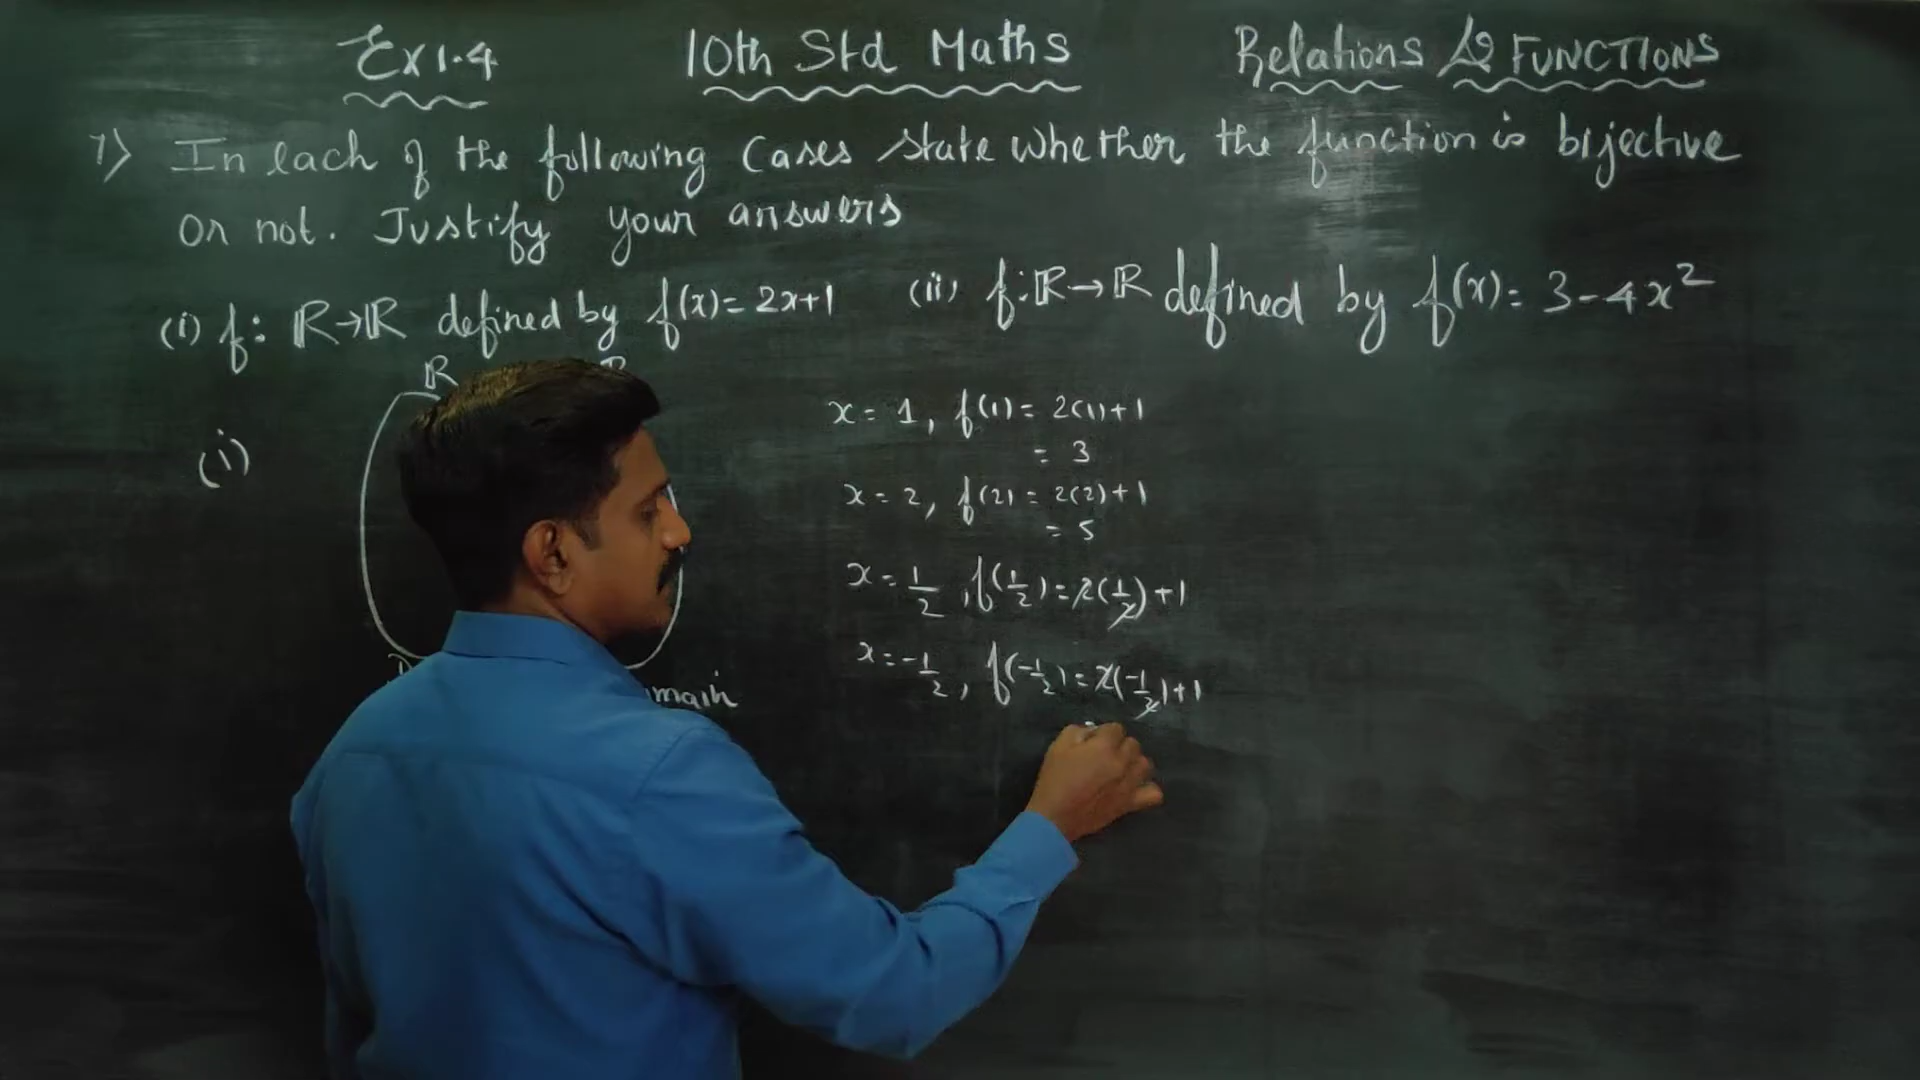 Ex 1.4 10th Std Maths Relations & FUNCTIONS
7) In each of the following Cases state whether the function is bijective
or not. Justify your answers
(i) f: ℝ→ℝ defined by f(x)= 2x+1 (ii) f:ℝ→ℝ defined by f(x)= 3-4x²
ℝ
(i)
x = 1, f(1) = 2(1)+1
= 3
x = 2, f(2) = 2(2)+1
= 5
x = 1/2, f(1/2) = 2(1/2)+1
x = -1/2, f(-1/2) = 2(-1/2)+1